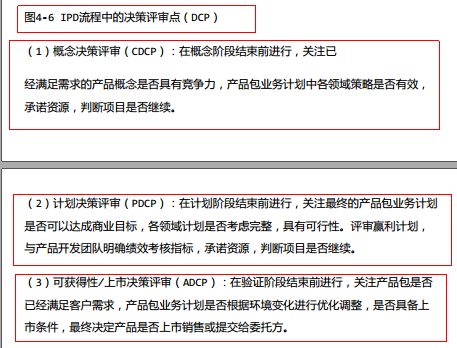 图4-6 IPD流程中的决策评审点（DCP）
（1）概念决策评审（CDCP）：在概念阶段结束前进行，关注已
经满足需求的产品概念是否具有竞争力，产品包业务计划中各领域策略是否有效，
承诺资源，判断项目是否继续。
（2）计划决策评审（PDCP）：在计划阶段结束前进行，关注最终的产品包业务计划
是否可以达成商业目标，各领域计划是否考虑完整，具有可行性。评审赢利计划，
与产品开发团队明确绩效考核指标，承诺资源，判断项目是否继续。
（3）可获得性/上市决策评审（ADCP）：在验证阶段结束前进行，关注产品包是否
已经满足客户需求，产品包业务计划是否根据环境变化进行优化调整，是否具备上
市条件，最终决定产品是否上市销售或提交给委托方。